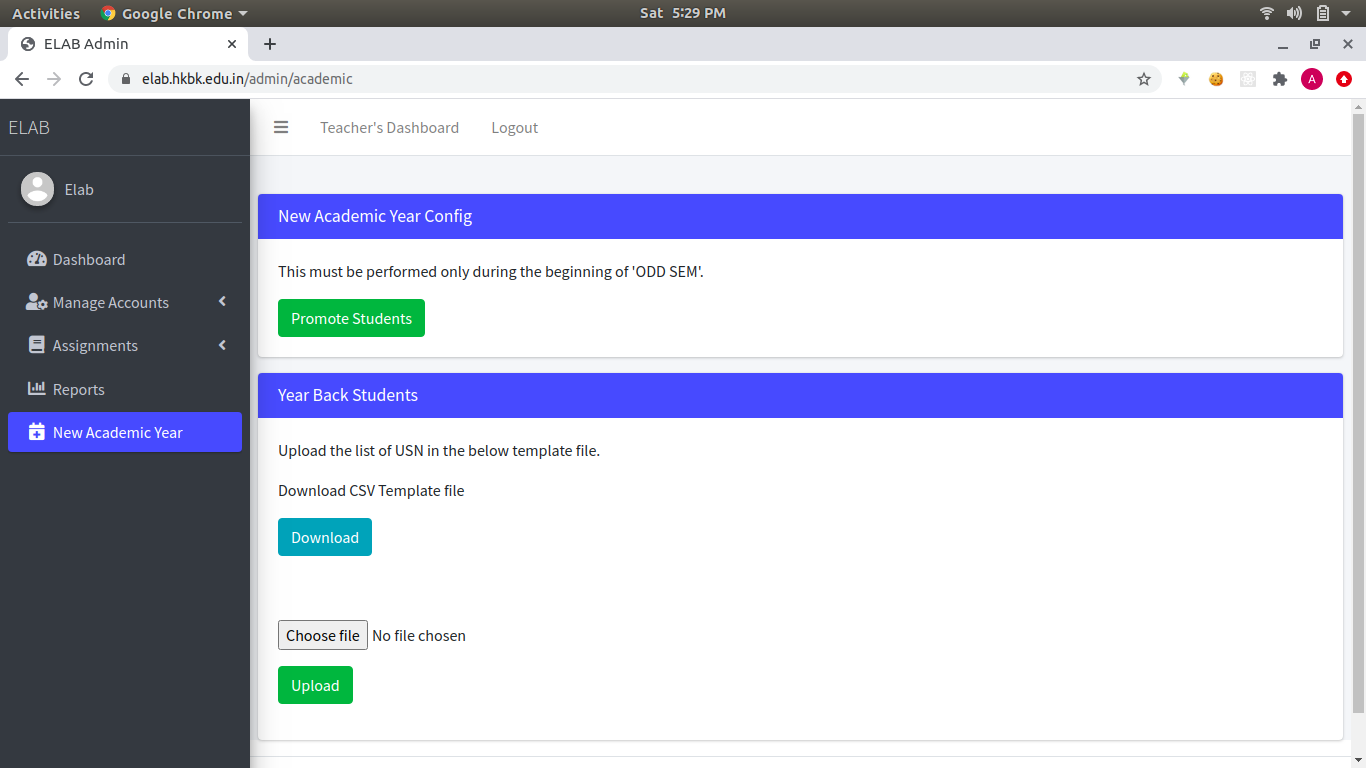 Activities Google Chrome Sat 5:29 PM
ELAB Admin
elab.hkbk.edu.in/admin/academic A
ELAB
Teacher's Dashboard Logout
Elab
Dashboard
Manage Accounts
Assignments
Reports
New Academic Year
New Academic Year Config
This must be performed only during the beginning of 'ODD SEM'.
Promote Students
Year Back Students
Upload the list of USN in the below template file.
Download CSV Template file
Download
Choose file No file chosen
Upload